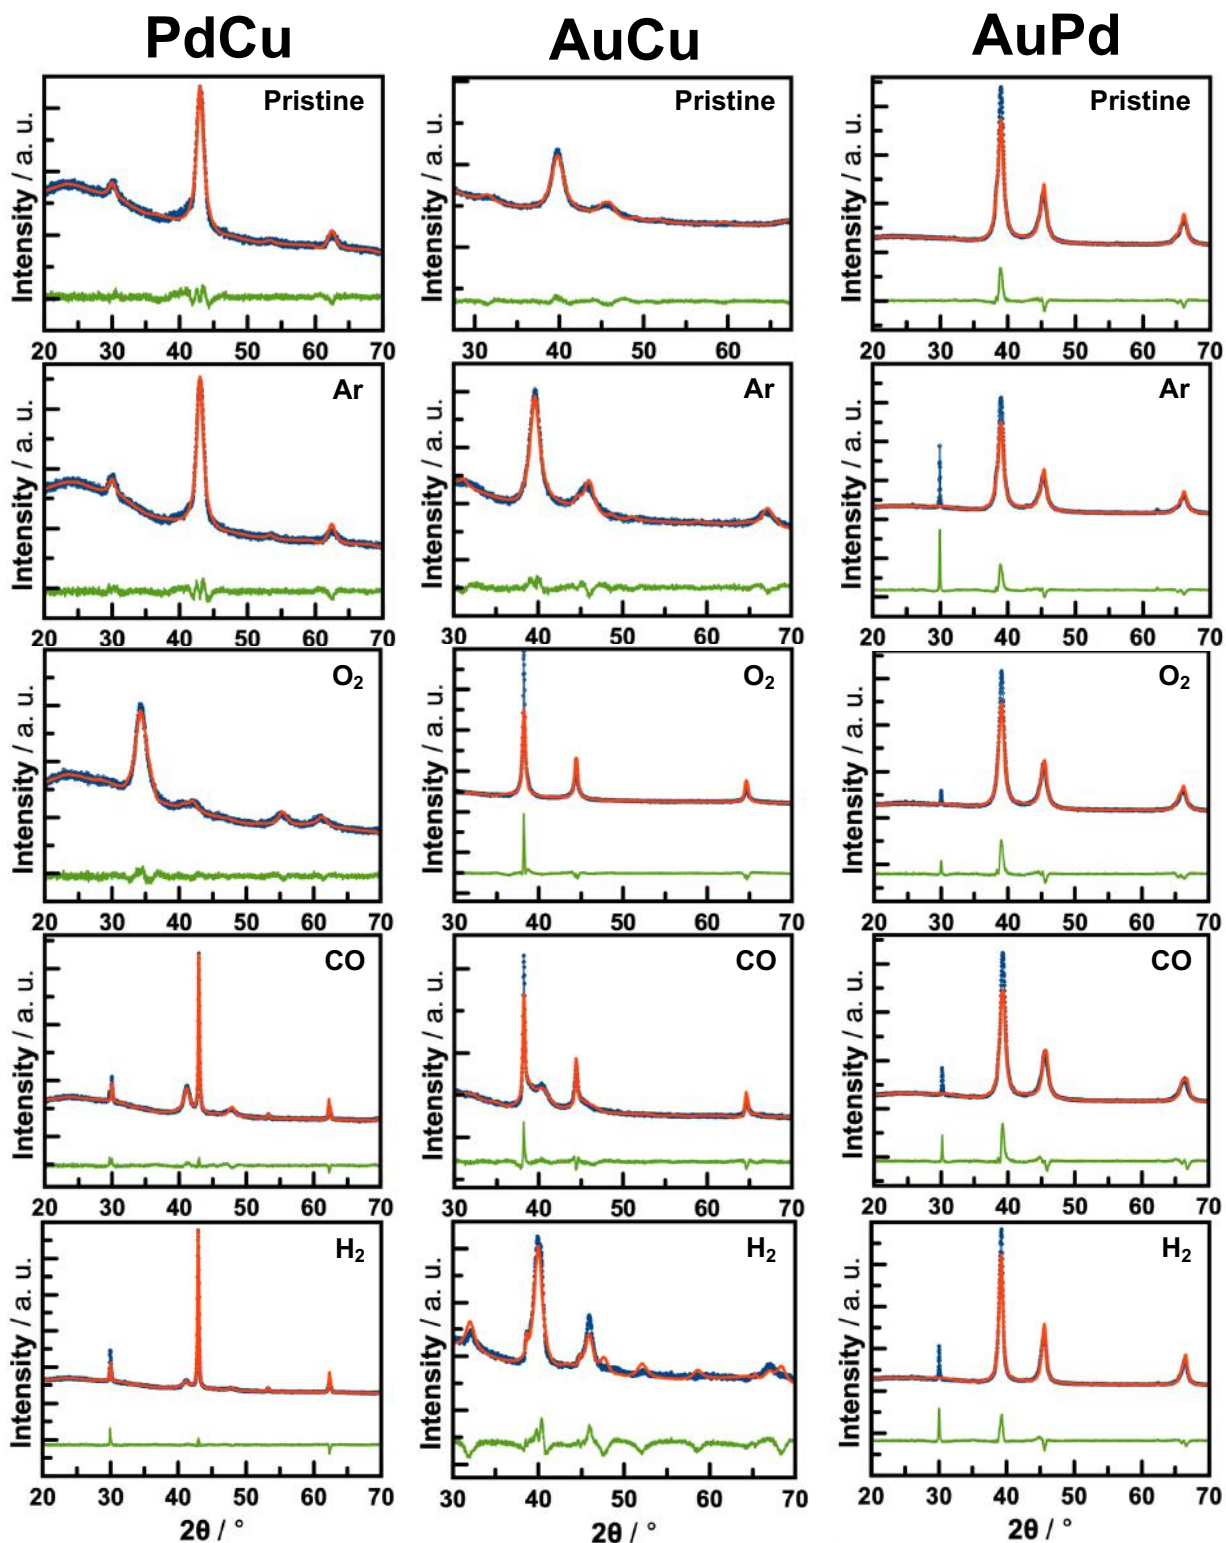 PdCu AuCu AuPd
Pristine Pristine Pristine
Intensity / a. u. Intensity / a. u. Intensity / a. u.
20 30 40 50 60 70 30 40 50 60 20 30 40 50 60 70
Ar Ar Ar
Intensity / a. u. Intensity / a. u. Intensity / a. u.
20 30 40 50 60 70 30 40 50 60 70 20 30 40 50 60 70
O₂ O₂ O₂
Intensity / a. u. Intensity / a. u. Intensity / a. u.
20 30 40 50 60 70 30 40 50 60 70 20 30 40 50 60 70
CO CO CO
Intensity / a. u. Intensity / a. u. Intensity / a. u.
20 30 40 50 60 70 30 40 50 60 70 20 30 40 50 60 70
H₂ H₂ H₂
Intensity / a. u. Intensity / a. u. Intensity / a. u.
20 30 40 50 60 70 30 40 50 60 70 20 30 40 50 60 70
2θ / ° 2θ / ° 2θ / °